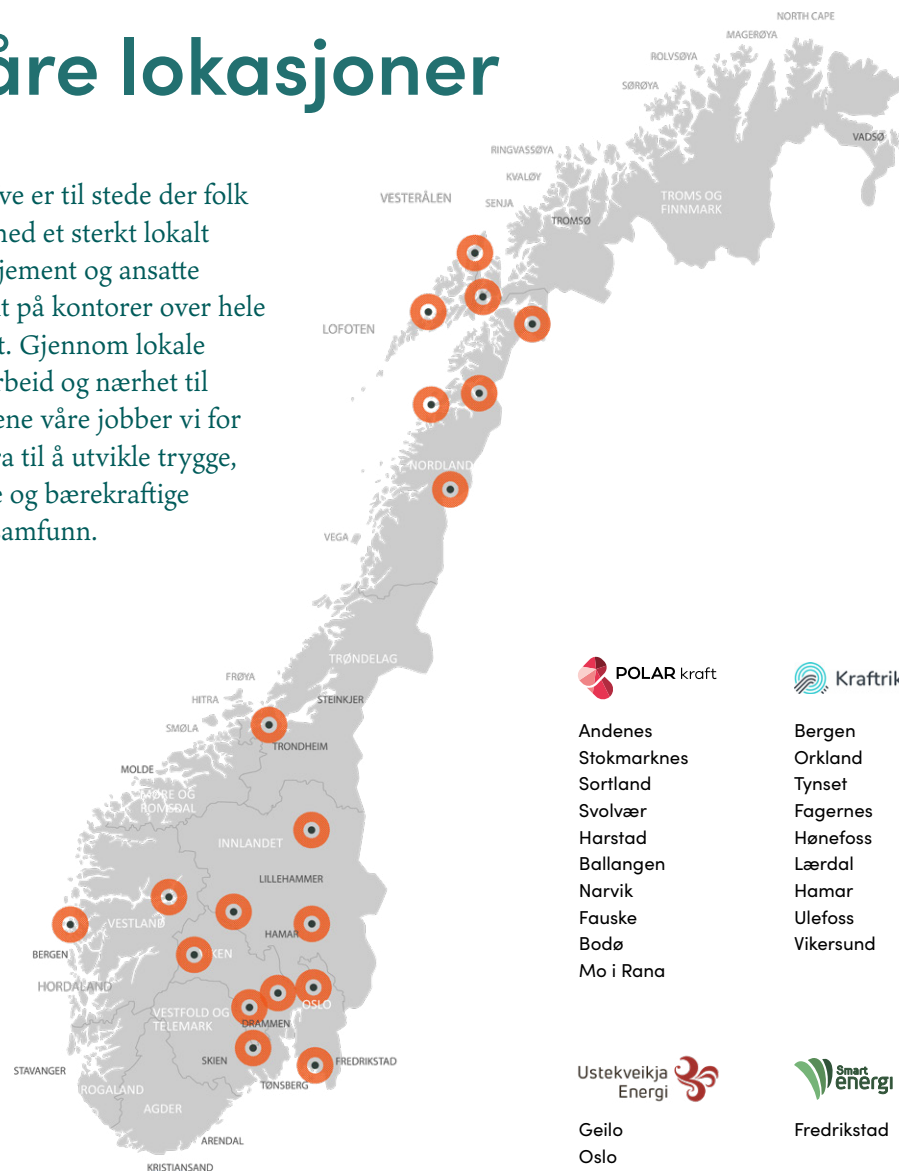 åre lokasjoner
ve er til stede der folk
ned et sterkt lokalt
jement og ansatte
t på kontorer over hele
t. Gjennom lokale
rbeid og nærhet til
ene våre jobber vi for
ra til å utvikle trygge,
e og bærekraftige
amfunn.
NORTH CAPE
MAGERØYA
ROLVSØYA
SØRØYA
VADSØ
RINGVASSØYA
KVALØY
VESTERÅLEN
SENJA
TROMS OG
FINNMARK
TROMSØ
LOFOTEN
NORDLAND
VEGA
TRØNDELAG
FRØYA
STEINKJER
HITRA
SMØLA
TRONDHEIM
MOLDE
MØRE OG
ROMSDAL
INNLANDET
LILLEHAMMER
VESTLAND
HAMAR
BERGEN
KEN
HORDALAND
OSLO
VESTFOLD OG
TELEMARK
DRAMMEN
SKIEN
FREDRIKSTAD
STAVANGER
TØNSBERG
ROGALAND
AGDER
ARENDAL
KRISTIANSAND
POLAR kraft
Andenes
Stokmarknes
Sortland
Svolvær
Harstad
Ballangen
Narvik
Fauske
Bodø
Mo i Rana
Kraftrik
Bergen
Orkland
Tynset
Fagernes
Hønefoss
Lærdal
Hamar
Ulefoss
Vikersund
Ustekveikja
Energi
Geilo
Oslo
Smart
energi
Fredrikstad